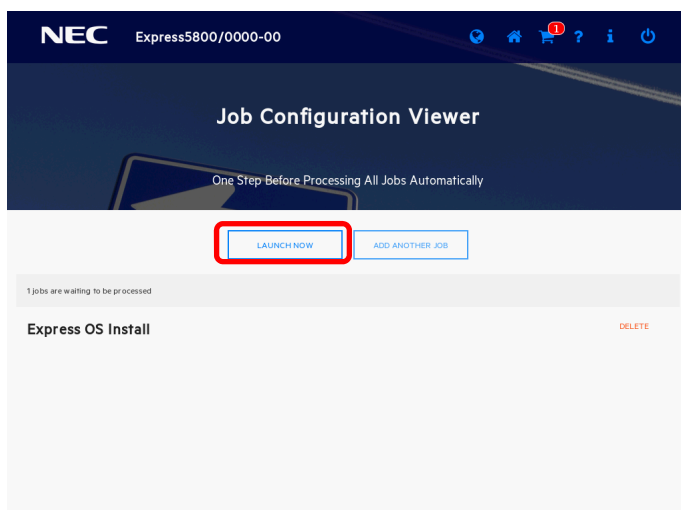 NEC Express5800/0000-00 1 ? i
Job Configuration Viewer
One Step Before Processing All Jobs Automatically
LAUNCH NOW ADD ANOTHER JOB
1 jobs are waiting to be processed
Express OS Install DELETE